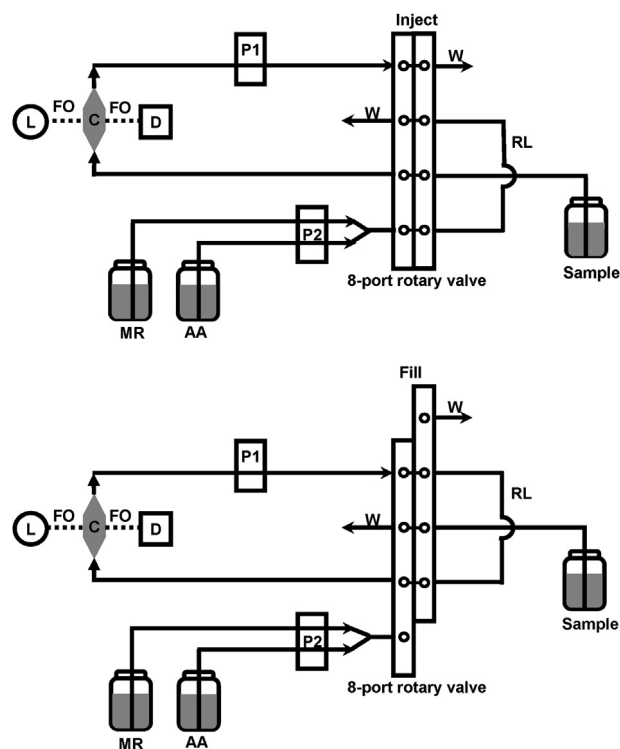 Inject
P1
W
FO
FO
L
C
D
W
RL
P2
Sample
8-port rotary valve
MR
AA
Fill
W
P1
RL
FO
FO
L
C
D
W
P2
Sample
8-port rotary valve
MR
AA